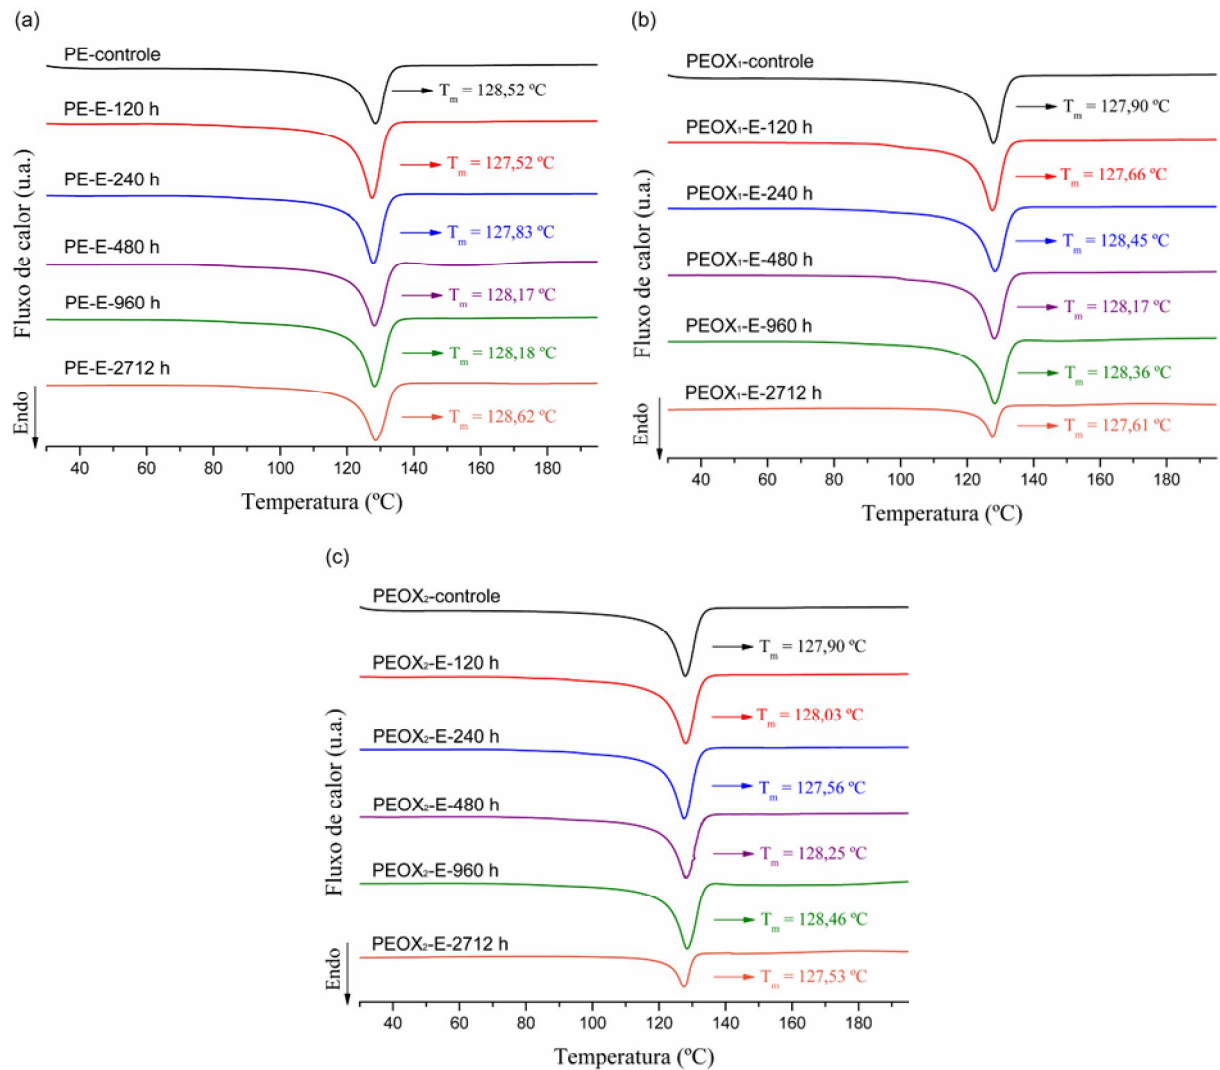 (a)
PE-controle
Tm = 128,52 ºC
PE-E-120 h
Tm = 127,52 ºC
PE-E-240 h
Tm = 127,83 ºC
PE-E-480 h
Tm = 128,17 ºC
PE-E-960 h
Tm = 128,18 ºC
PE-E-2712 h
Tm = 128,62 ºC
Fluxo de calor (u.a.)
Endo
40 60 80 100 120 140 160 180
Temperatura (ºC)
(b)
PEOX₁-controle
Tm = 127,90 ºC
PEOX₁-E-120 h
Tm = 127,66 ºC
PEOX₁-E-240 h
Tm = 128,45 ºC
PEOX₁-E-480 h
Tm = 128,17 ºC
PEOX₁-E-960 h
Tm = 128,36 ºC
PEOX₁-E-2712 h
Tm = 127,61 ºC
Fluxo de calor (u.a.)
Endo
40 60 80 100 120 140 160 180
Temperatura (ºC)
(c)
PEOX₂-controle
Tm = 127,90 ºC
PEOX₂-E-120 h
Tm = 128,03 ºC
PEOX₂-E-240 h
Tm = 127,56 ºC
PEOX₂-E-480 h
Tm = 128,25 ºC
PEOX₂-E-960 h
Tm = 128,46 ºC
PEOX₂-E-2712 h
Tm = 127,53 ºC
Fluxo de calor (u.a.)
Endo
40 60 80 100 120 140 160 180
Temperatura (ºC)